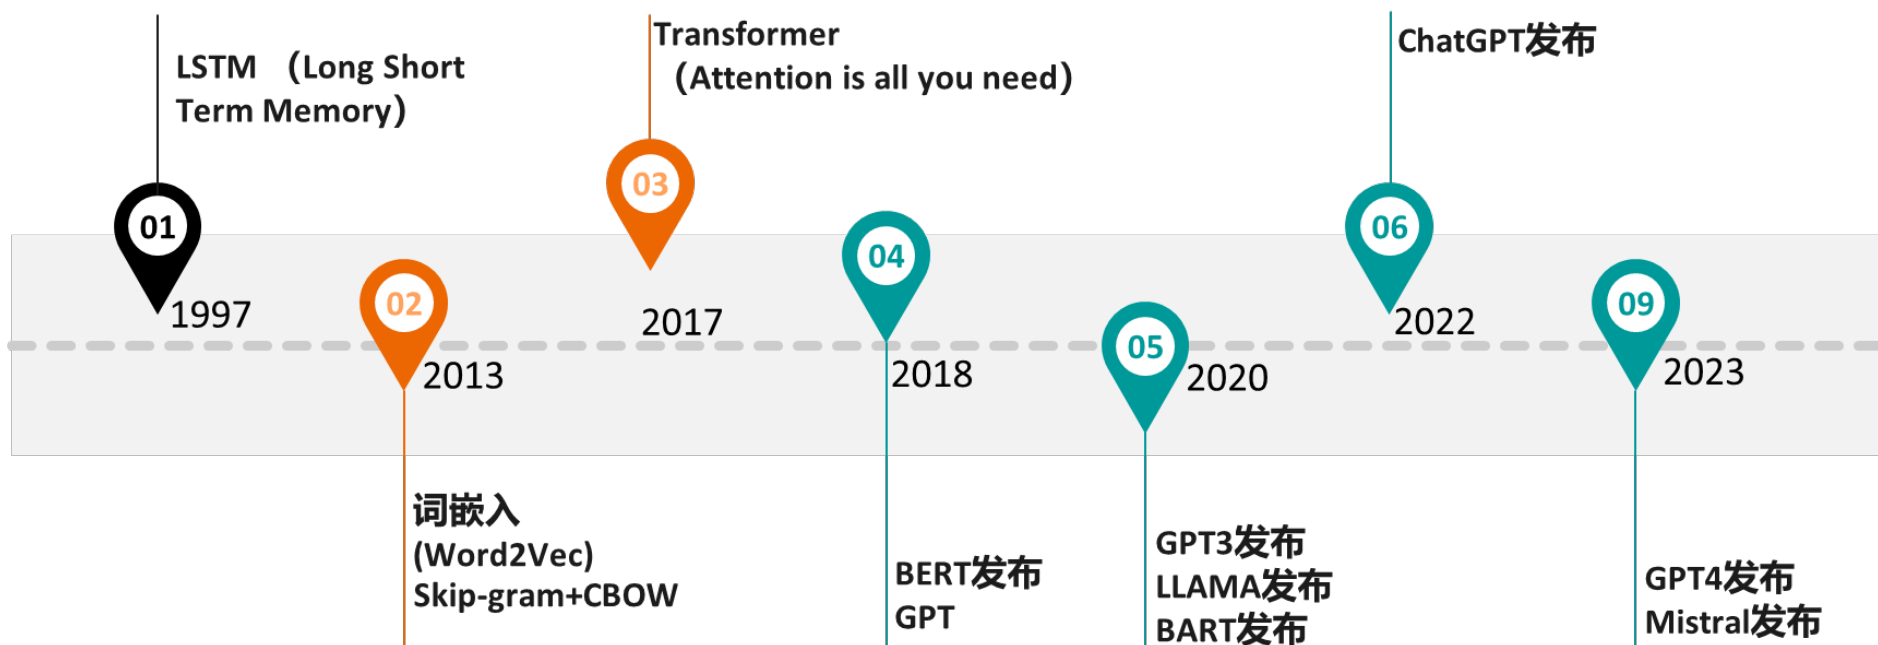 LSTM （Long Short
Term Memory）
01
1997
02
2013
词嵌入
(Word2Vec)
Skip-gram+CBOW
Transformer
（Attention is all you need）
03
2017
04
2018
BERT发布
GPT
05
2020
GPT3发布
LLAMA发布
BART发布
ChatGPT发布
06
2022
09
2023
GPT4发布
Mistral发布